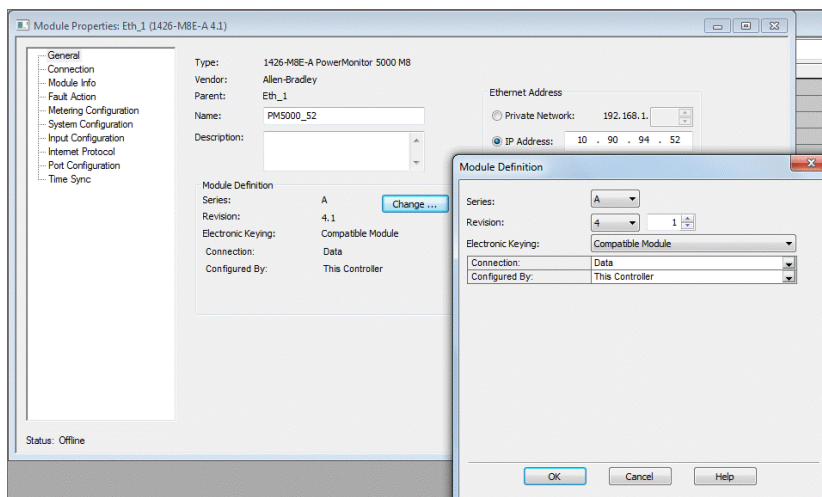 Module Properties: Eth_1 (1426-M8E-A 4.1)
General
Connection
Module Info
Fault Action
Metering Configuration
System Configuration
Input Configuration
Internet Protocol
Port Configuration
Time Sync
Type: 1426-M8E-A PowerMonitor 5000 M8
Vendor: Allen-Bradley
Parent: Eth_1
Name: PM5000_52
Description:
Ethernet Address
Private Network: 192.168.1.
IP Address: 10 . 90 . 94 . 52
Module Definition
Series: A Change ...
Revision: 4.1
Electronic Keying: Compatible Module
Connection: Data
Configured By: This Controller
Status: Offline
Module Definition
Series: A
Revision: 4 1
Electronic Keying: Compatible Module
Connection: Data
Configured By: This Controller
OK Cancel Help